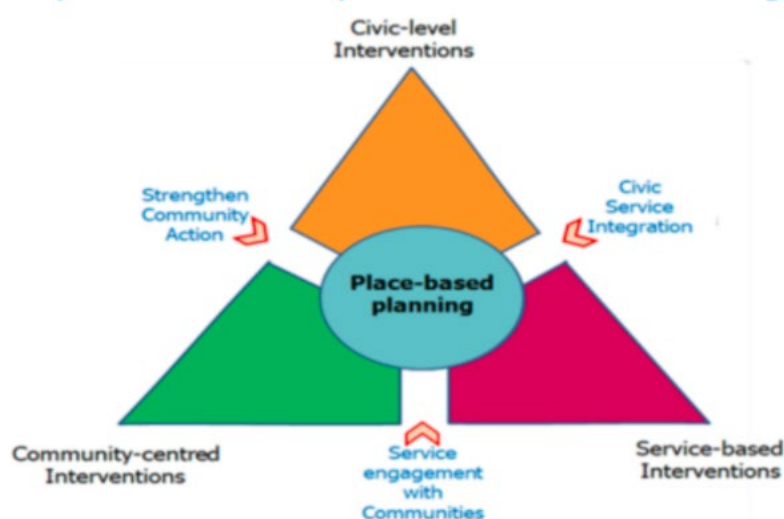 Civic-level
Interventions
Strengthen
Community
Action
Civic
Service
Integration
Place-based
planning
Community-centred
Interventions
Service
engagement
with
Communities
Service-based
Interventions